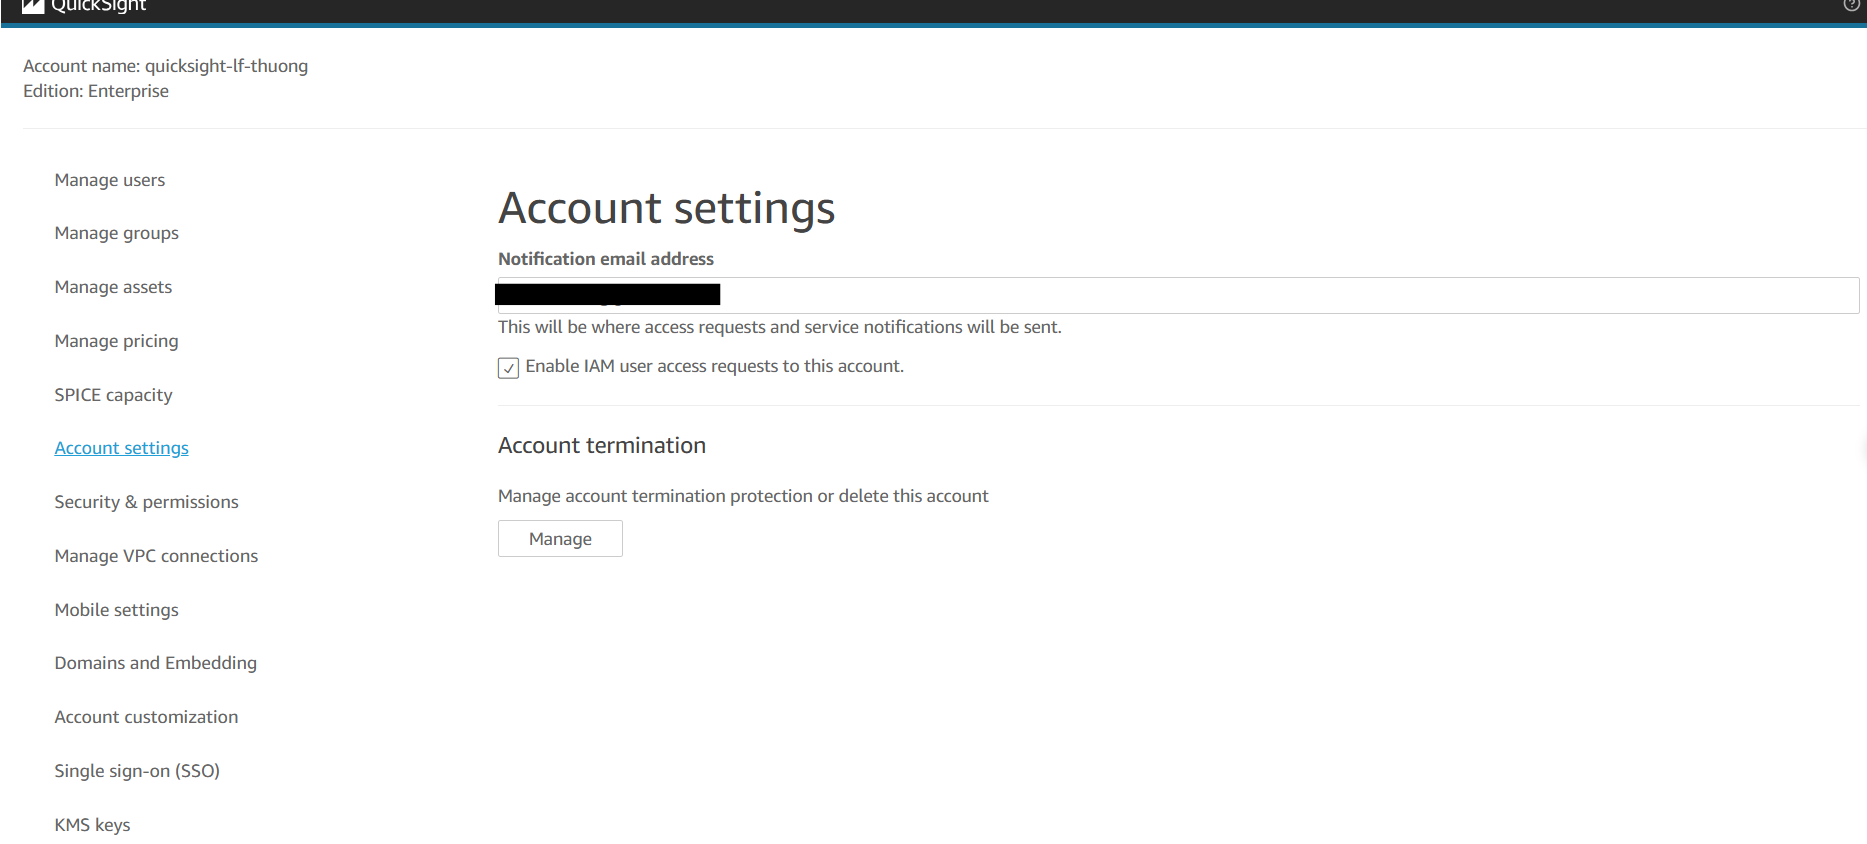 QuickSight
Account name: quicksight-lf-thuong
Edition: Enterprise
Manage users
Manage groups
Manage assets
Manage pricing
SPICE capacity
Account settings
Security & permissions
Manage VPC connections
Mobile settings
Domains and Embedding
Account customization
Single sign-on (SSO)
KMS keys
Account settings
Notification email address
This will be where access requests and service notifications will be sent.
Enable IAM user access requests to this account.
Account termination
Manage account termination protection or delete this account
Manage